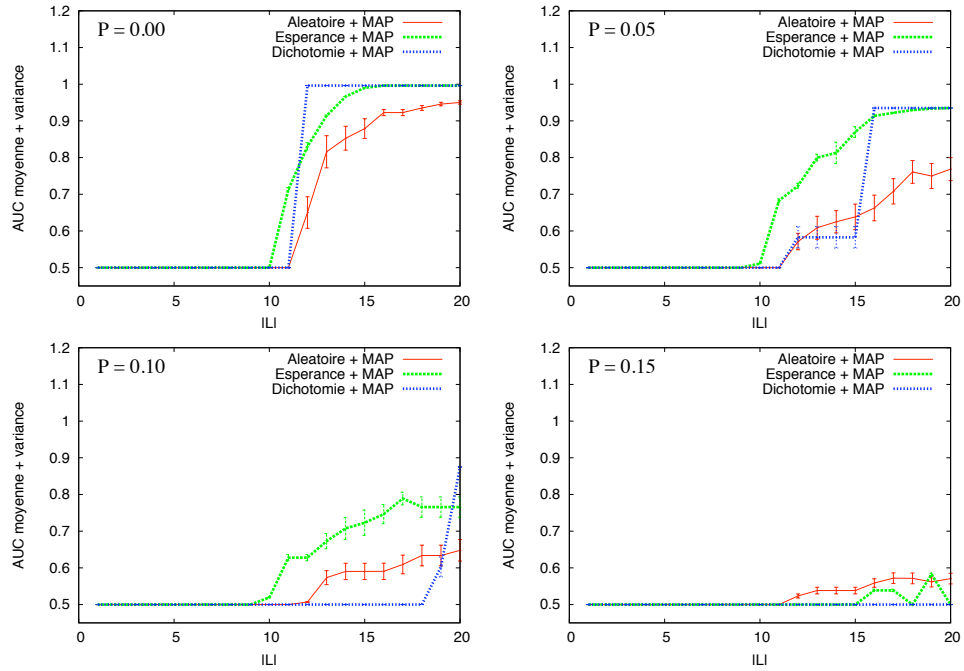 P = 0.00
Aleatoire + MAP
Esperance + MAP
Dichotomie + MAP
AUC moyenne + variance
1.2
1.1
1
0.9
0.8
0.7
0.6
0.5
0 5 10 15 20
|L|
P = 0.05
Aleatoire + MAP
Esperance + MAP
Dichotomie + MAP
AUC moyenne + variance
1.2
1.1
1
0.9
0.8
0.7
0.6
0.5
0 5 10 15 20
|L|
P = 0.10
Aleatoire + MAP
Esperance + MAP
Dichotomie + MAP
AUC moyenne + variance
1.2
1.1
1
0.9
0.8
0.7
0.6
0.5
0 5 10 15 20
|L|
P = 0.15
Aleatoire + MAP
Esperance + MAP
Dichotomie + MAP
AUC moyenne + variance
1.2
1.1
1
0.9
0.8
0.7
0.6
0.5
0 5 10 15 20
|L|